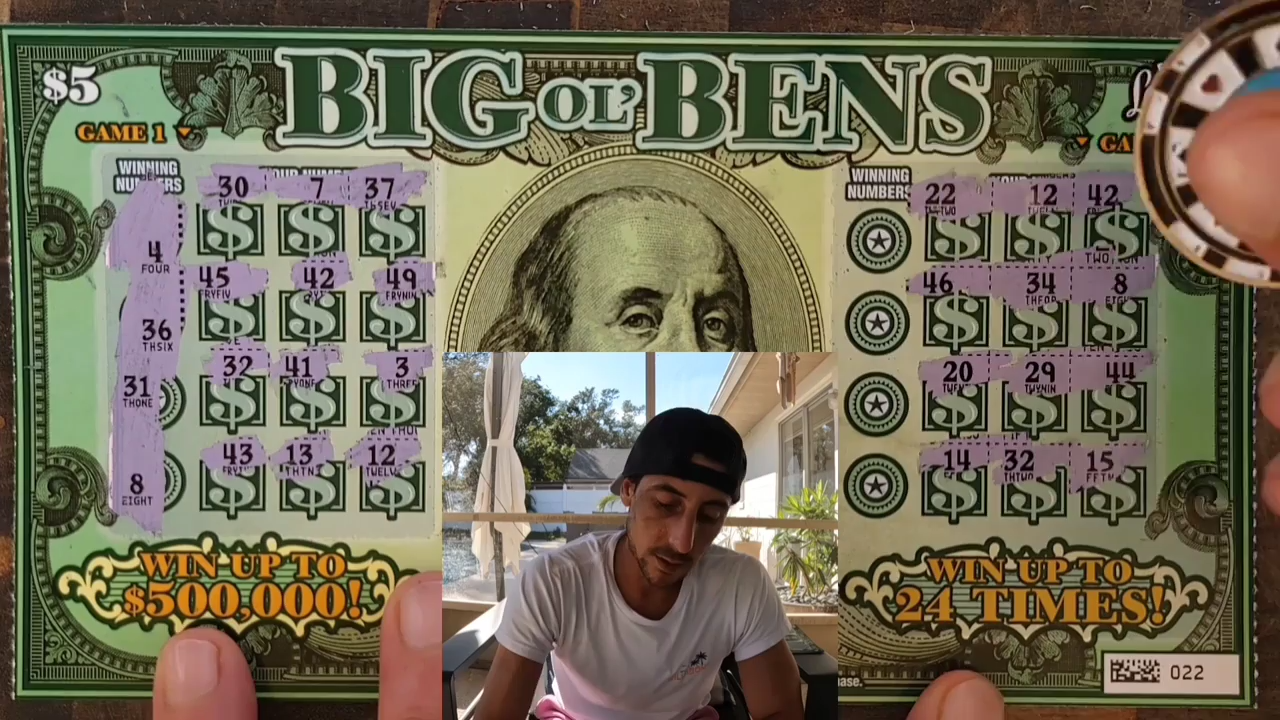 $5
BIG OL' BENS
GAME 1
WINNING NUMBERS
30 7 37
4
FOUR
45 42 49
36
THSIX
32 41 3
THREE
31
THONE
43 13 12
8
EIGHT
WIN UP TO
$500,000!
WINNING
NUMBERS
22 12 42
46 34 8
20 29 44
14 32 15
WIN UP TO
24 TIMES!
022